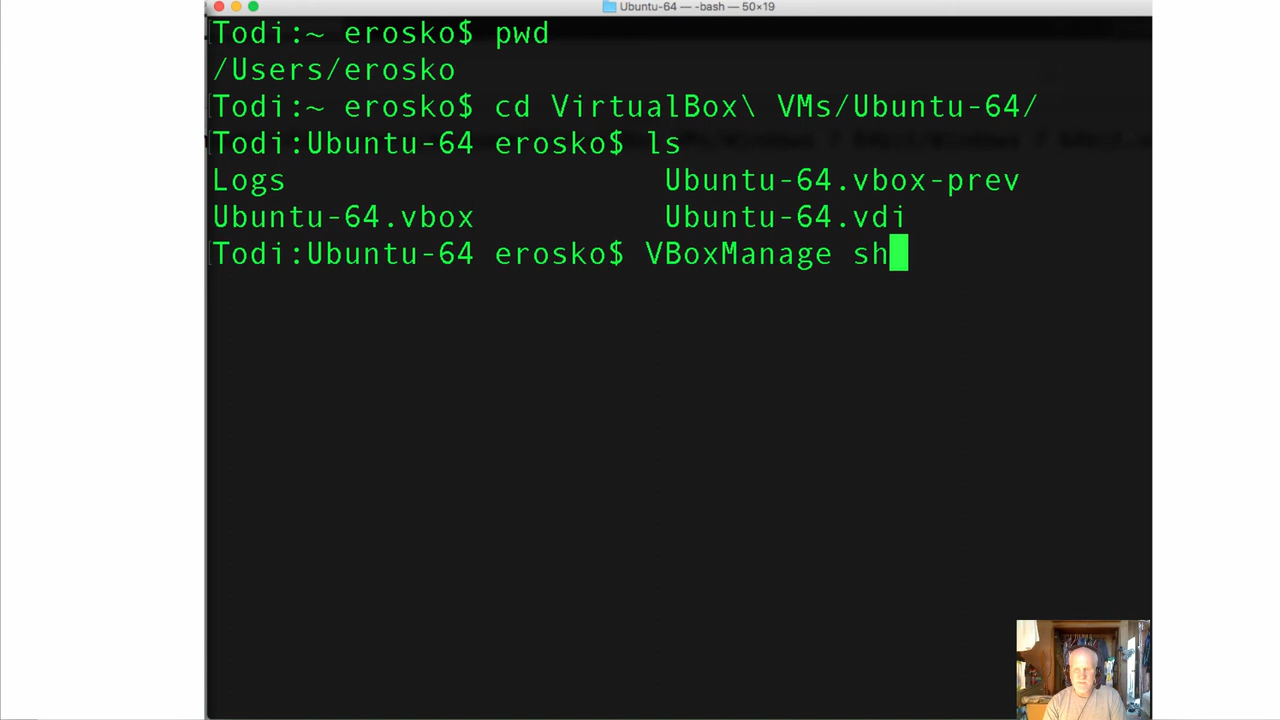 Ubuntu-64 — -bash — 50×19
Todi:~ erosko$ pwd
/Users/erosko
Todi:~ erosko$ cd VirtualBox\ VMs/Ubuntu-64/
Todi:Ubuntu-64 erosko$ ls
Logs Ubuntu-64.vbox-prev
Ubuntu-64.vbox Ubuntu-64.vdi
Todi:Ubuntu-64 erosko$ VBoxManage sh